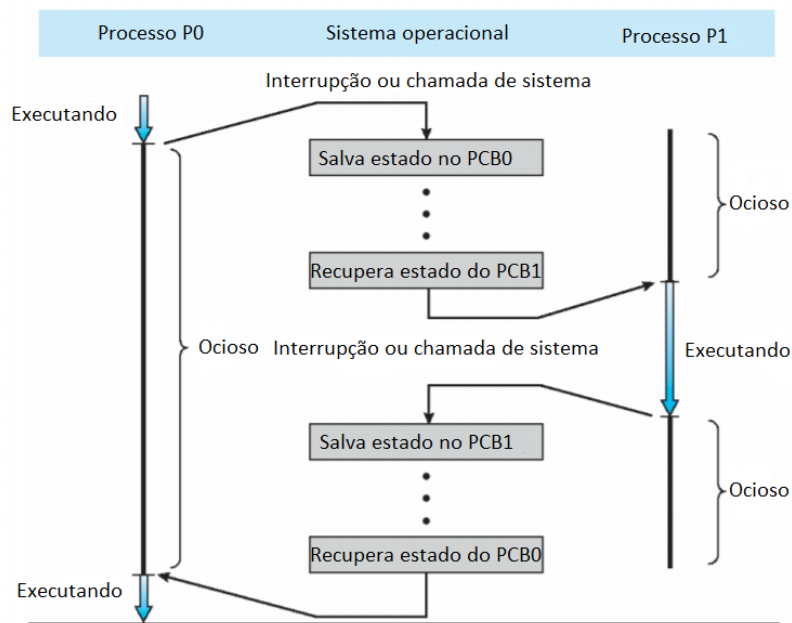 Processo P0
Sistema operacional
Processo P1
Interrupção ou chamada de sistema
Executando
Salva estado no PCB0
Ocioso
Recupera estado do PCB1
Ocioso
Interrupção ou chamada de sistema
Executando
Salva estado no PCB1
Ocioso
Recupera estado do PCB0
Executando